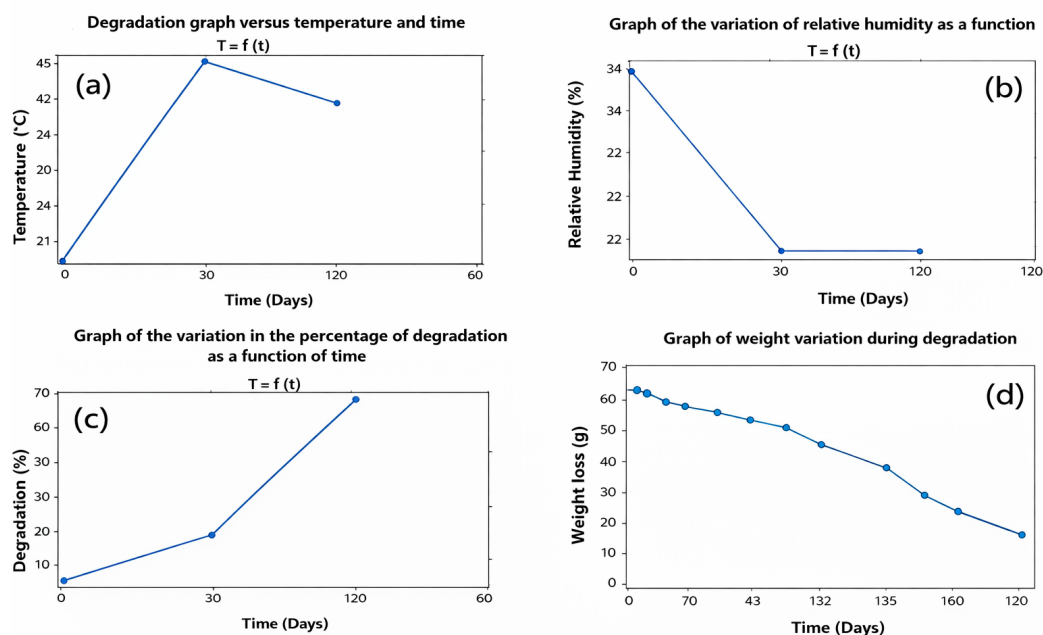 Degradation graph versus temperature and time
T = f (t)
(a)
Temperature (°C)
45
42
24
20
24
21
0 30 120 60
Time (Days)
Graph of the variation of relative humidity as a function
T = f (t)
(b)
Relative Humidity (%)
34
34
22
22
22
0 30 120 120
Time (Days)
Graph of the variation in the percentage of degradation
as a function of time
T = f (t)
(c)
Degradation (%)
70
60
30
30
20
10
0 30 120 60
Time (Days)
Graph of weight variation during degradation
(d)
Weight loss (g)
70
60
50
40
30
20
10
0
0 70 43 132 135 160 120
Time (Days)